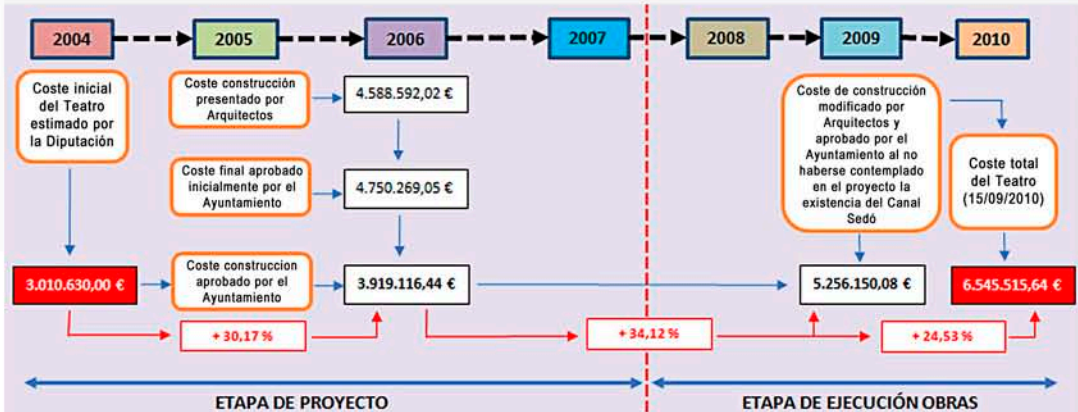 2004
2005
2006
2007
2008
2009
2010
Coste inicial
del Teatro
estimado por
la Diputación
Coste construcción
presentado por
Arquitectos
4.588.592,02 €
Coste final aprobado
inicialmente por el
Ayuntamiento
4.750.269,05 €
Coste de construcción
modificado por
Arquitectos y
aprobado por el
Ayuntamiento al no
haberse contemplado
en el proyecto la
existencia del Canal
Sedó
Coste total
del Teatro
(15/09/2010)
3.010.630,00 €
Coste construccion
aprobado por el
Ayuntamiento
3.919.116,44 €
5.256.150,08 €
6.545.515,64 €
+ 30,17 %
+ 34,12 %
+ 24,53 %
ETAPA DE PROYECTO
ETAPA DE EJECUCIÓN OBRAS